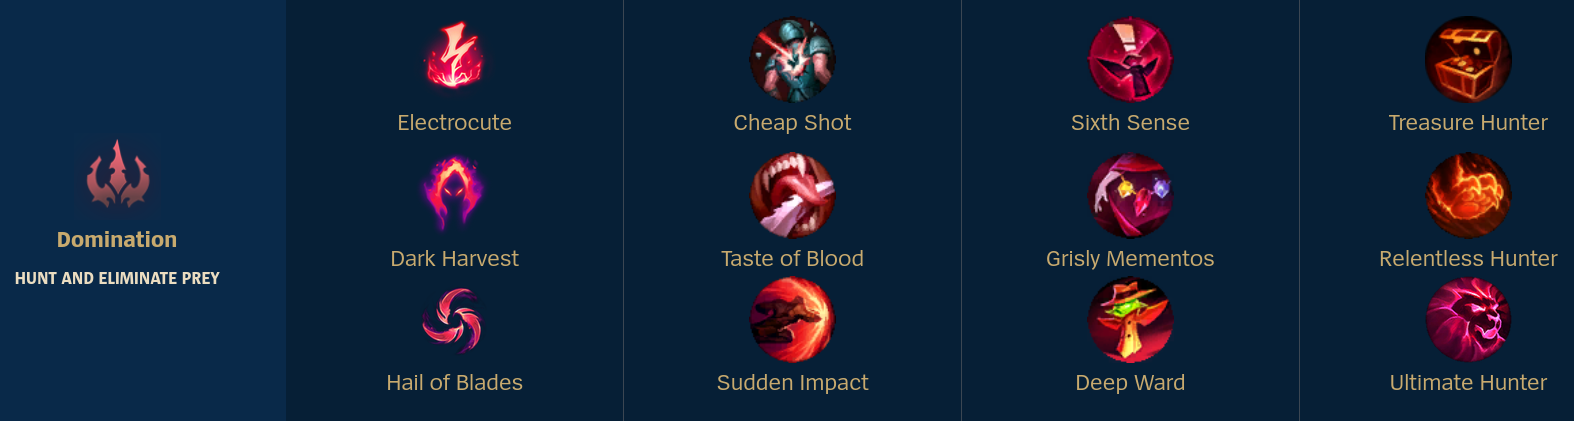 Domination
HUNT AND ELIMINATE PREY
Electrocute
Cheap Shot
Sixth Sense
Treasure Hunter
Dark Harvest
Taste of Blood
Grisly Mementos
Relentless Hunter
Hail of Blades
Sudden Impact
Deep Ward
Ultimate Hunter